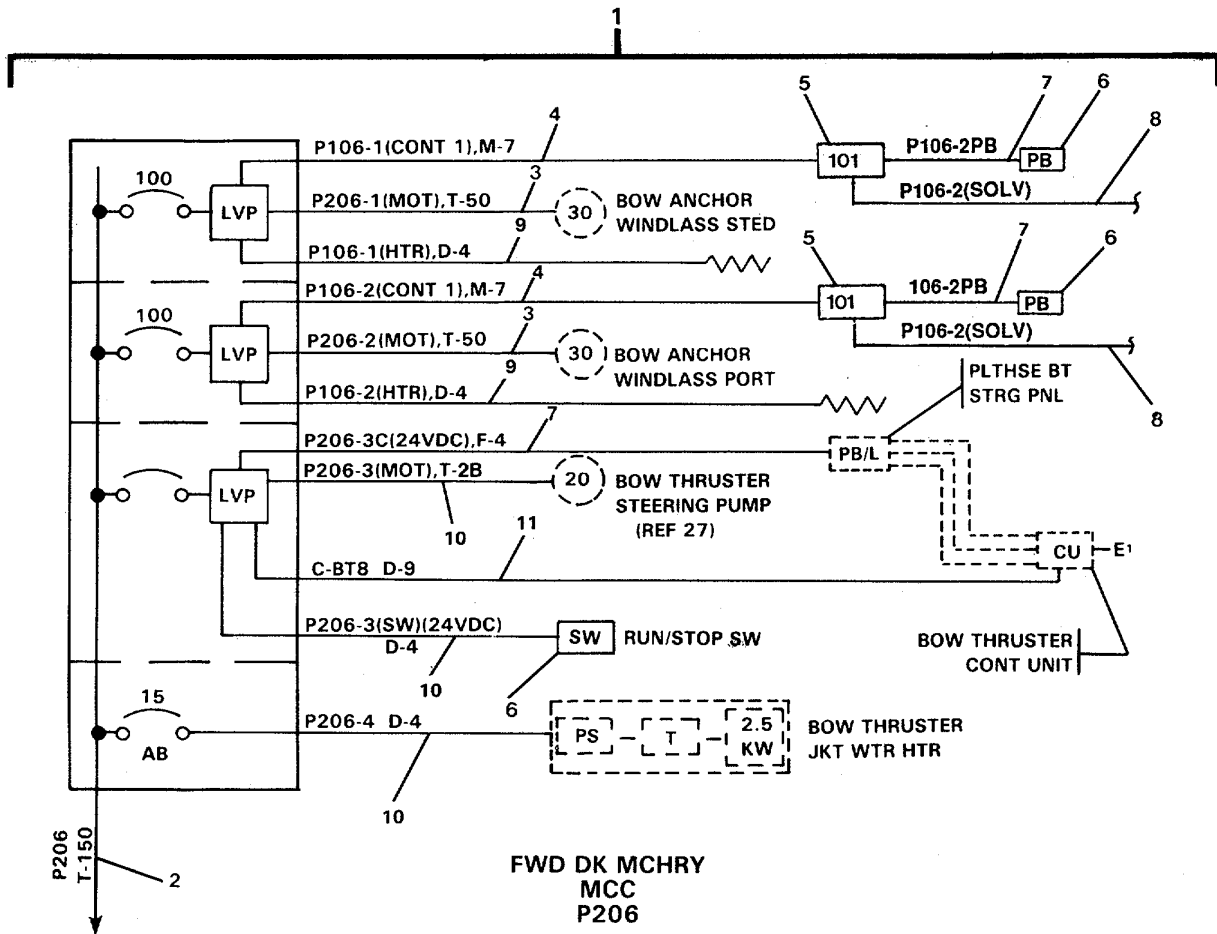 1
5
7
6
4
8
P106-1(CONT 1),M-7
101
P106-2PB
PB
3
100
LVP
P206-1(MOT),T-50
30
BOW ANCHOR
WINDLASS STED
P106-2(SOLV)
9
P106-1(HTR),D-4
5
7
6
4
P106-2(CONT 1),M-7
101
106-2PB
PB
3
100
LVP
P206-2(MOT),T-50
30
BOW ANCHOR
WINDLASS PORT
P106-2(SOLV)
9
PLTHSE BT
STRG PNL
8
P106-2(HTR),D-4
7
P206-3C(24VDC),F-4
PB/L
LVP
P206-3(MOT),T-2B
20
BOW THRUSTER
STEERING PUMP
(REF 27)
10
11
CU
E1
C-BT8 D-9
P206-3(SW)(24VDC)
D-4
SW
RUN/STOP SW
BOW THRUSTER
CONT UNIT
10
6
15
AB
P206-4 D-4
PS
T
2.5
KW
BOW THRUSTER
JKT WTR HTR
10
P206
T-150
2
FWD DK MCHRY
MCC
P206